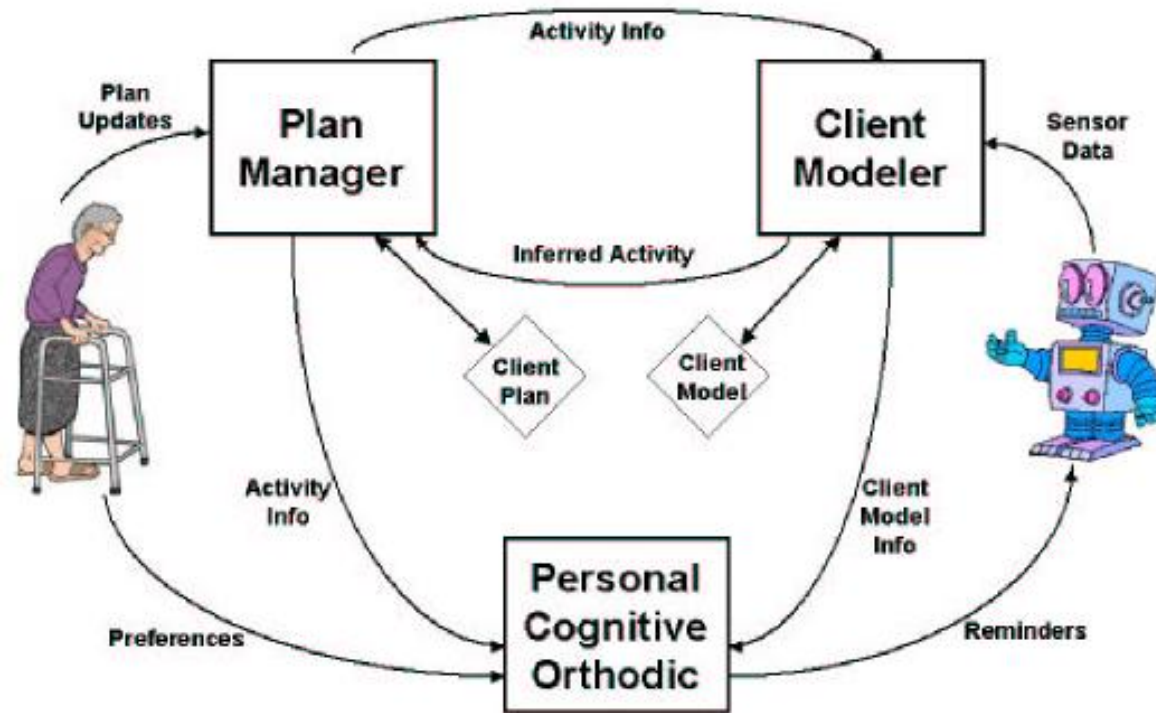 Activity Info
Plan
Updates
Plan
Manager
Client
Modeler
Sensor
Data
Inferred Activity
Client
Plan
Client
Model
Activity
Info
Client
Model
Info
Personal
Cognitive
Orthodic
Preferences
Reminders